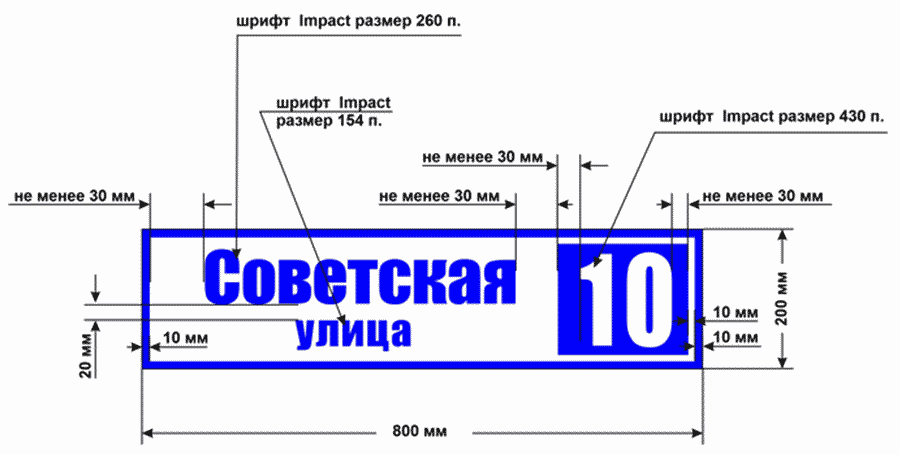 шрифт Impact размер 260 п.
шрифт Impact
размер 154 п.
шрифт Impact размер 430 п.
не менее 30 мм
не менее 30 мм
не менее 30 мм
не менее 30 мм
Советская
10
улица
20 мм
10 мм
10 мм
10 мм
200 мм
800 мм